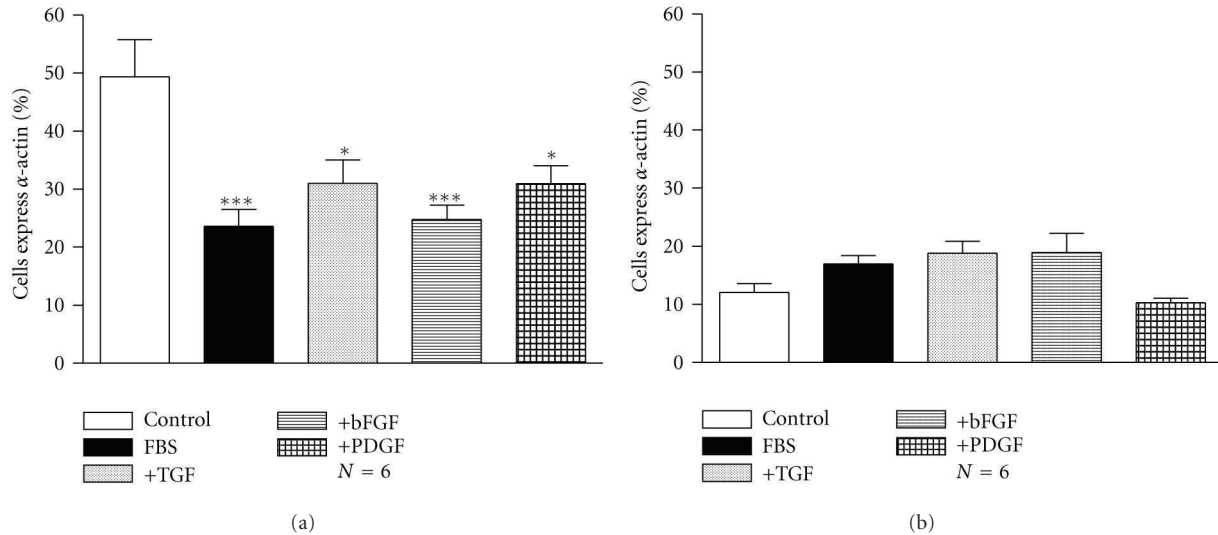 60
50
40
30
20
10
0
Cells express α-actin (%)
***
*
***
*
Control
FBS
+TGF
+bFGF
+PDGF
N = 6
(a)
60
50
40
30
20
10
0
Cells express α-actin (%)
Control
FBS
+TGF
+bFGF
+PDGF
N = 6
(b)